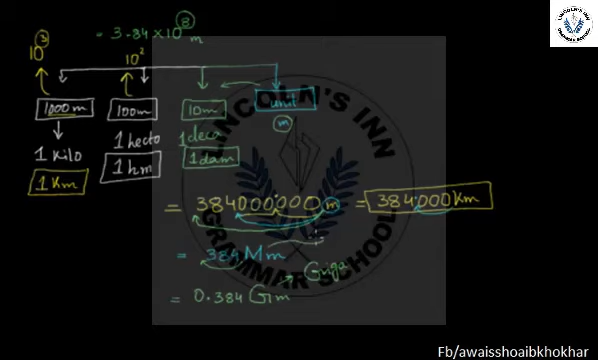 = 3.84 × 10⁸ m
10³
10²
1000m
100m
10m
unit
m
1 Kilo
1 hecto
1 deca
1 Km
1 hm
1 dam
= 384000000 m = 384000 Km
= 384 Mm
Giga
= 0.384 Gm
LINCOLN'S INN
GRAMMAR SCHOOL
Fb/awaisshoaibkhokhar